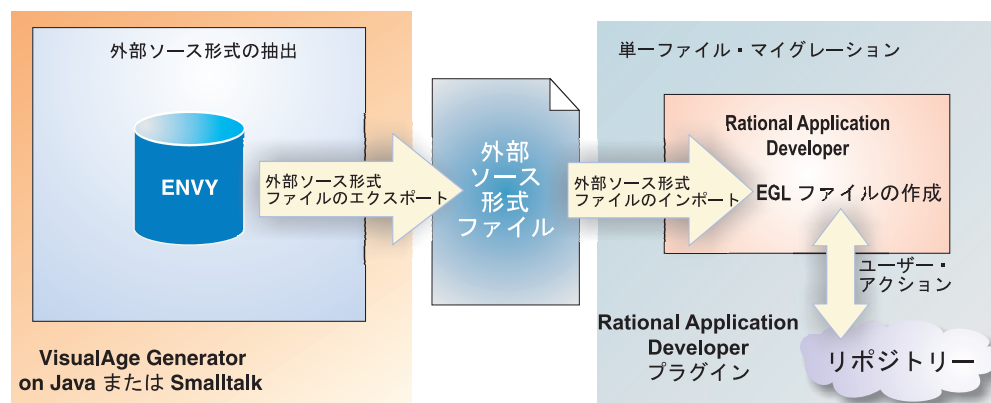 外部ソース形式の抽出
ENVY
外部ソース形式
ファイルのエクスポート
VisualAge Generator
on Java または Smalltalk
外部
ソース
形式
ファイル
外部ソース形式
ファイルのインポート
単一ファイル・マイグレーション
Rational Application
Developer
EGL ファイルの作成
ユーザー・
アクション
Rational Application
Developer
プラグイン
リポジトリー